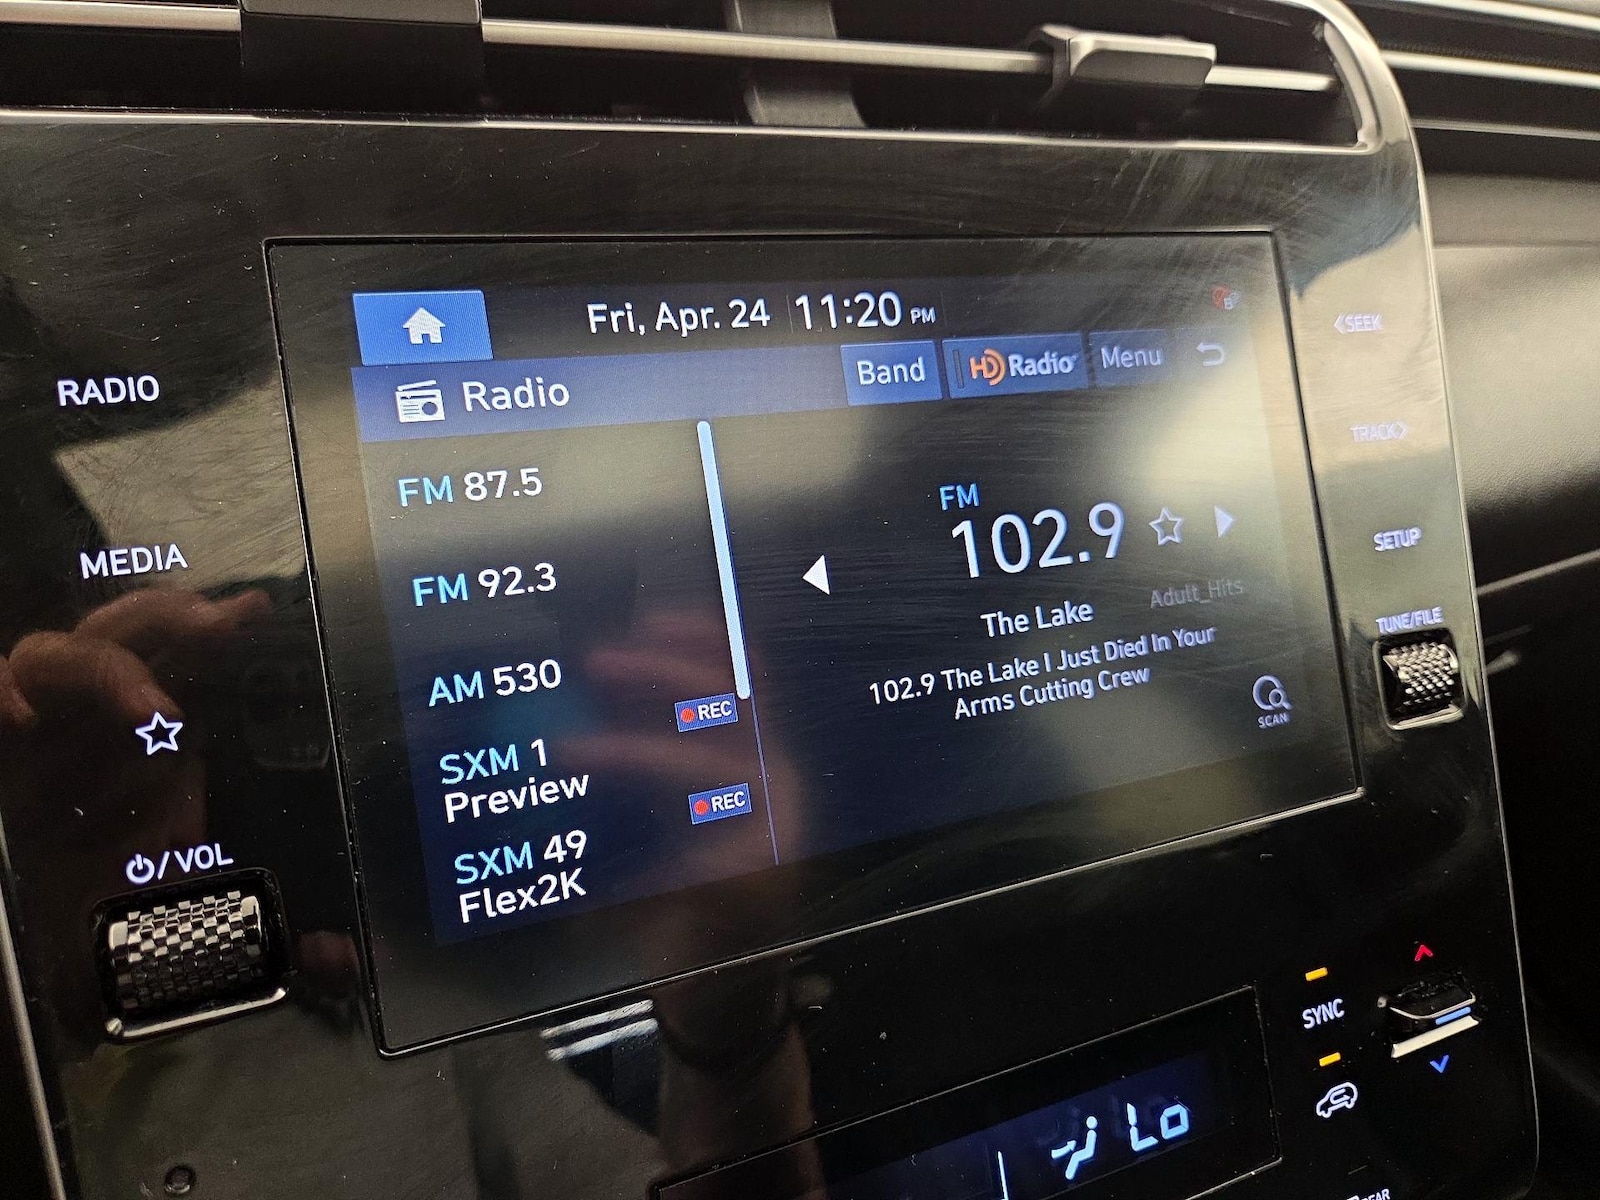 Fri, Apr. 24 11:20 PM
Radio
Band
HD Radio
Menu
FM 87.5
FM 92.3
AM 530
REC
SXM 1
Preview
REC
SXM 49
Flex2K
FM
102.9
Adult_Hits
The Lake
102.9 The Lake I Just Died In Your
Arms Cutting Crew
SCAN
RADIO
MEDIA
/ VOL
<SEEK
TRACK>
SETUP
TUNE/FILE
SYNC
Lo
REAR